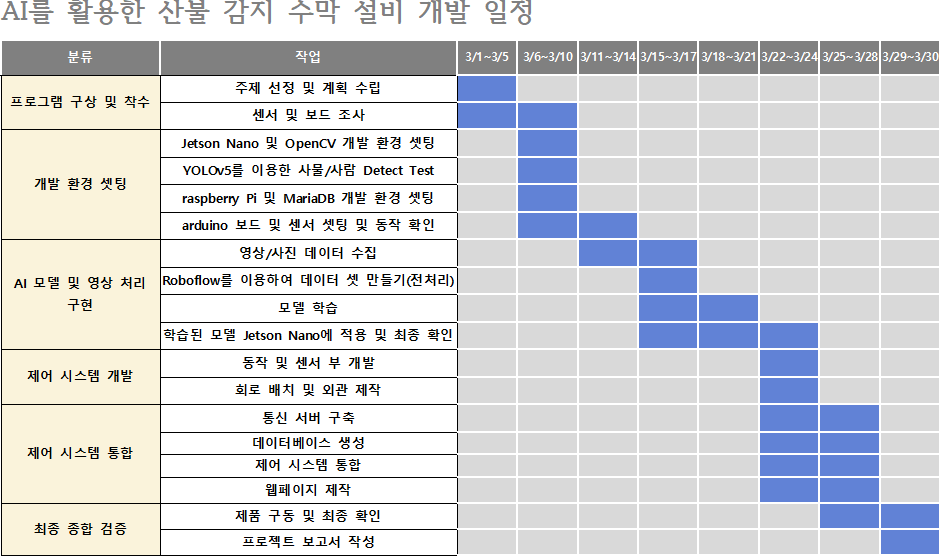 AI를 활용한 산불 감지 수막 설비 개발 일정
분류 작업 3/1~3/5 3/6~3/10 3/11~3/14 3/15~3/17 3/18~3/21 3/22~3/24 3/25~3/28 3/29~3/30
프로그램 구상 및 착수
주제 선정 및 계획 수립
센서 및 보드 조사
개발 환경 셋팅
Jetson Nano 및 OpenCV 개발 환경 셋팅
YOLOv5를 이용한 사물/사람 Detect Test
raspberry Pi 및 MariaDB 개발 환경 셋팅
arduino 보드 및 센서 셋팅 및 동작 확인
AI 모델 및 영상 처리
구현
영상/사진 데이터 수집
Roboflow를 이용하여 데이터 셋 만들기(전처리)
모델 학습
학습된 모델 Jetson Nano에 적용 및 최종 확인
제어 시스템 개발
동작 및 센서 부 개발
회로 배치 및 외관 제작
제어 시스템 통합
통신 서버 구축
데이터베이스 생성
제어 시스템 통합
웹페이지 제작
최종 종합 검증
제품 구동 및 최종 확인
프로젝트 보고서 작성